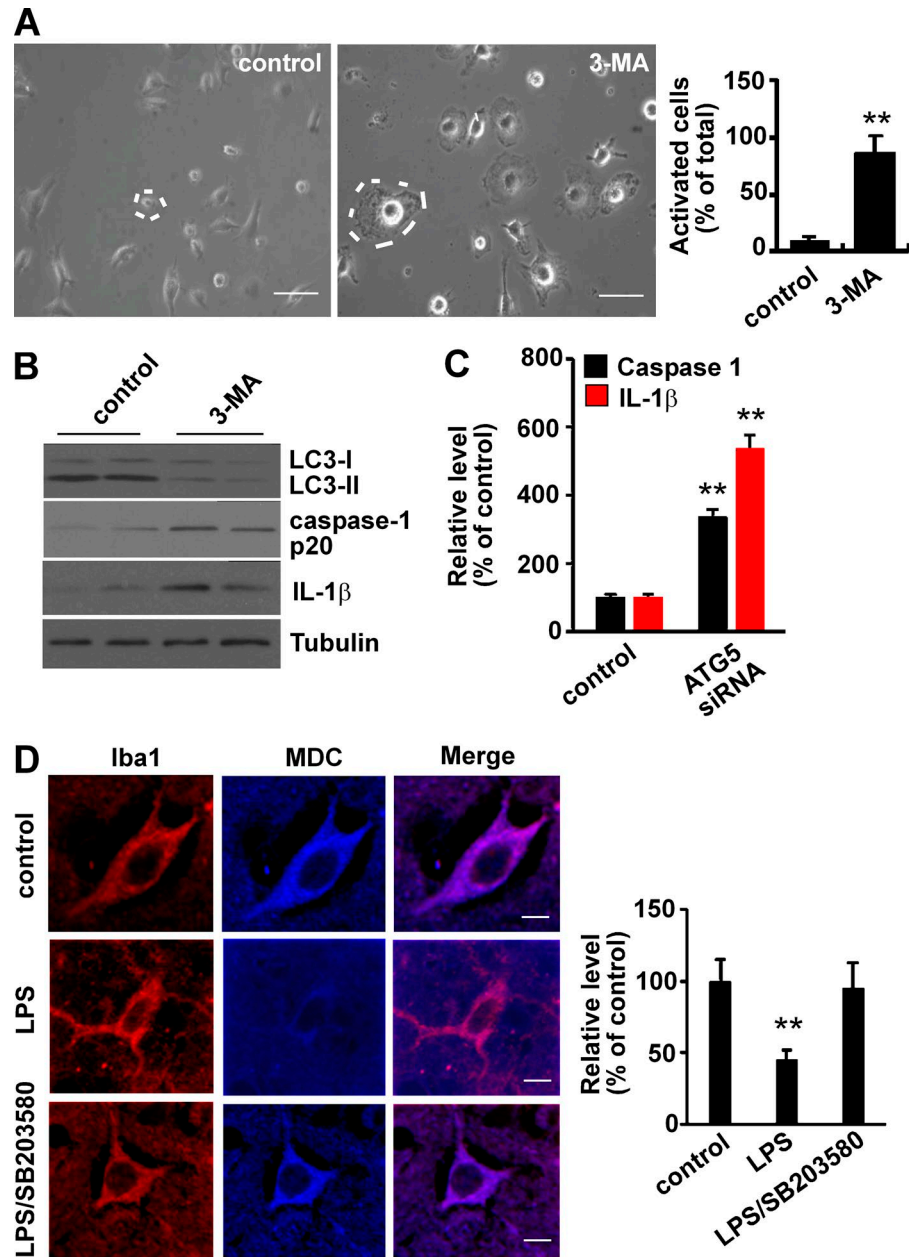 A
control
3-MA
Activated cells
(% of total)
150
100
50
0
**
control
3-MA
B
control
3-MA
LC3-I
LC3-II
caspase-1
p20
IL-1β
Tubulin
C
Relative level
(% of control)
800
600
400
200
0
Caspase 1
IL-1β
**
**
control
ATG5
siRNA
D
Iba1
MDC
Merge
control
LPS
LPS/SB203580
Relative level
(% of control)
150
100
50
0
**
control
LPS
LPS/SB203580